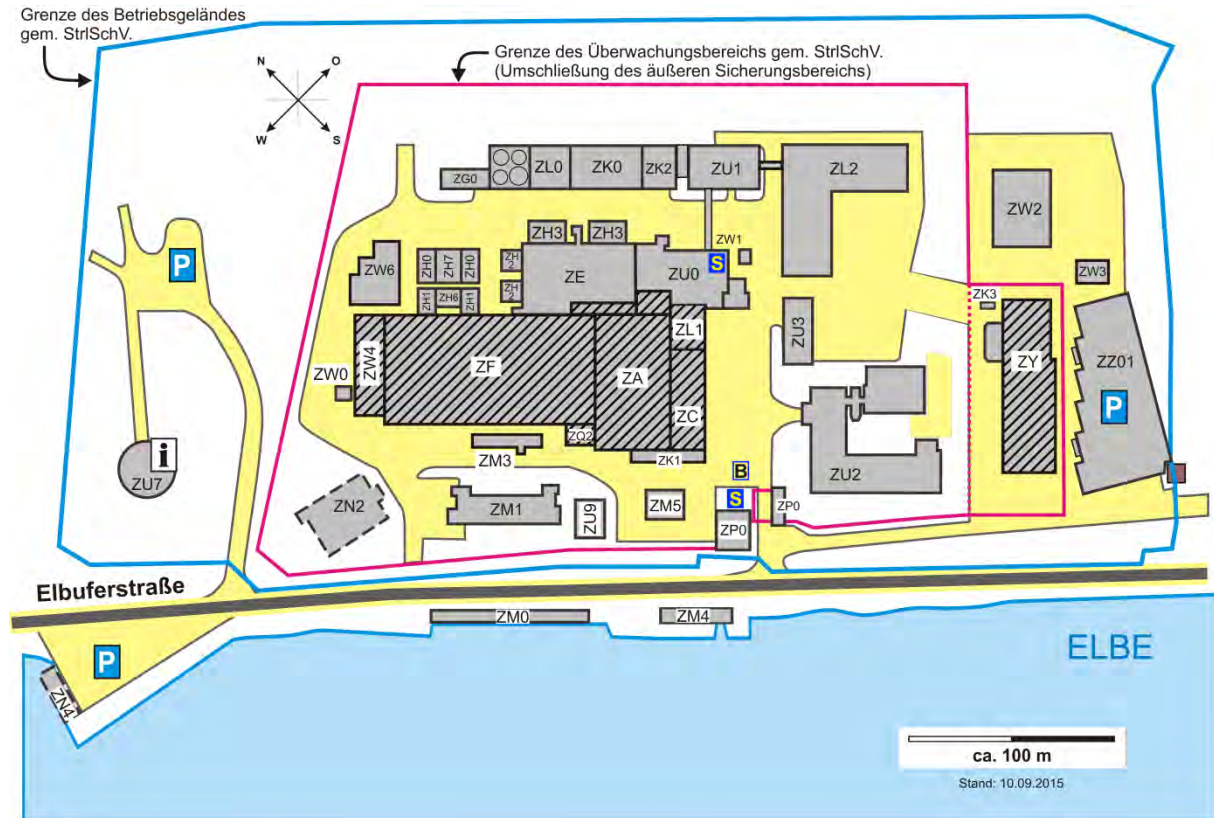 Grenze des Betriebsgeländes
gem. StrlSchV.
Grenze des Überwachungsbereichs gem. StrlSchV.
(Umschließung des äußeren Sicherungsbereichs)
N
O
W
S
ZG0
ZL0
ZK0
ZK2
ZU1
ZL2
ZW2
ZH3
ZH3
ZW1
P
ZW6
ZH0
ZH7
ZH0
ZH2
ZE
ZU0
S
ZW3
ZH1
ZH6
ZH1
ZH2
ZK3
ZL1
ZU3
ZW0
ZW4
ZF
ZA
ZY
ZZ01
P
ZC
ZQ2
ZM3
ZK1
i
ZU7
B
ZU2
ZN2
ZM1
ZU9
ZM5
S
ZP0
ZP0
Elbuferstraße
ZM0
ZM4
P
ZN4
ELBE
ca. 100 m
Stand: 10.09.2015